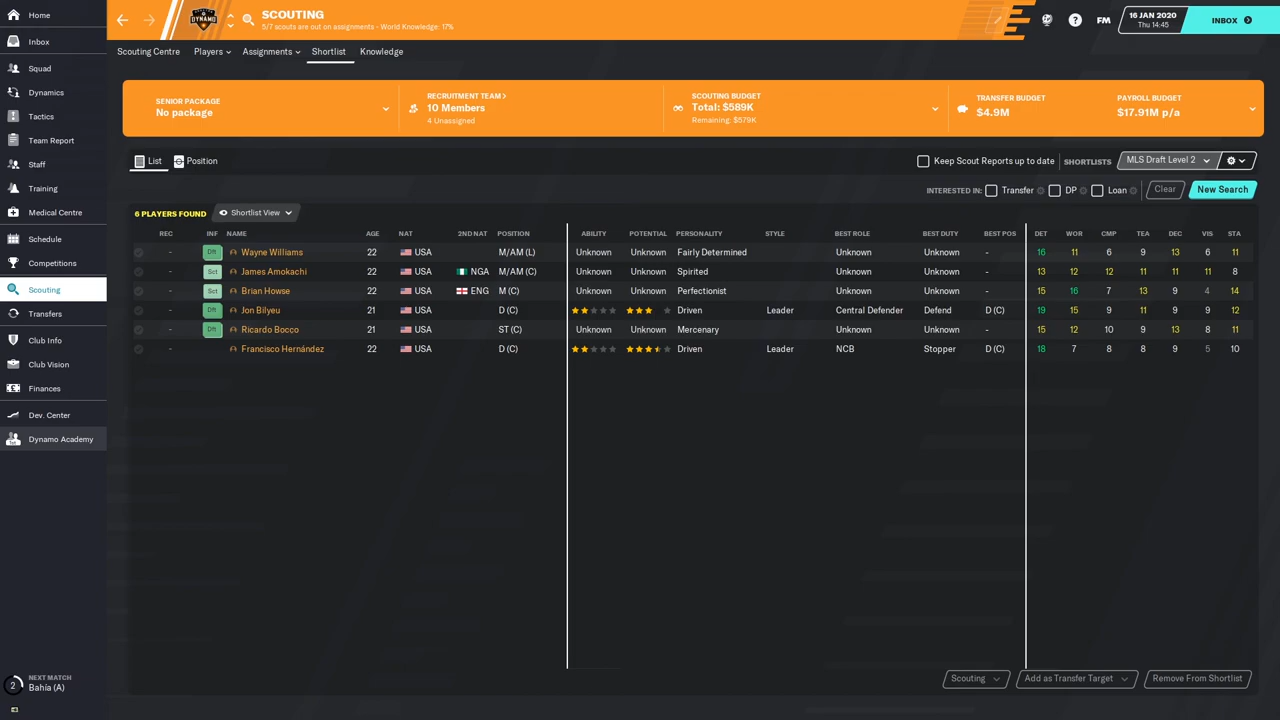 Home
Inbox
Squad
Dynamics
Tactics
Team Report
Staff
Training
Medical Centre
Schedule
Competitions
Scouting
Transfers
Club Info
Club Vision
Finances
Dev. Center
Dynamo Academy
2
NEXT MATCH
Bahía (A)
DYNAMO
SCOUTING
5/7 scouts are out on assignments - World Knowledge: 17%
FM
16 JAN 2020
Thu 14:45
INBOX
Scouting Centre Players Assignments Shortlist Knowledge
SENIOR PACKAGE
No package
RECRUITMENT TEAM
10 Members
4 Unassigned
SCOUTING BUDGET
Total: $589K
Remaining: $579K
TRANSFER BUDGET
$4.9M
PAYROLL BUDGET
$17.91M p/a
List Position Keep Scout Reports up to date SHORTLISTS MLS Draft Level 2
INTERESTED IN: Transfer DP Loan Clear New Search
6 PLAYERS FOUND Shortlist View
REC INF NAME AGE NAT 2ND NAT POSITION ABILITY POTENTIAL PERSONALITY STYLE BEST ROLE BEST DUTY BEST POS DET WOR CMP TEA DEC VIS STA
- Dft Wayne Williams 22 USA M/AM (L) Unknown Unknown Fairly Determined Unknown Unknown - 16 11 6 9 13 6 11
- Sct James Amokachi 22 USA NGA M/AM (C) Unknown Unknown Spirited Unknown Unknown - 13 12 12 11 11 11 8
- Sct Brian Howse 22 USA ENG M (C) Unknown Unknown Perfectionist Unknown Unknown - 15 16 7 13 9 4 14
- Dft Jon Bilyeu 21 USA D (C) Driven Leader Central Defender Defend D (C) 19 15 9 11 9 9 12
- Dft Ricardo Bocco 21 USA ST (C) Unknown Unknown Mercenary Unknown Unknown - 15 12 10 9 13 8 11
- Francisco Hernández 22 USA D (C) Driven Leader NCB Stopper D (C) 18 7 8 8 9 5 10
Scouting Add as Transfer Target Remove From Shortlist